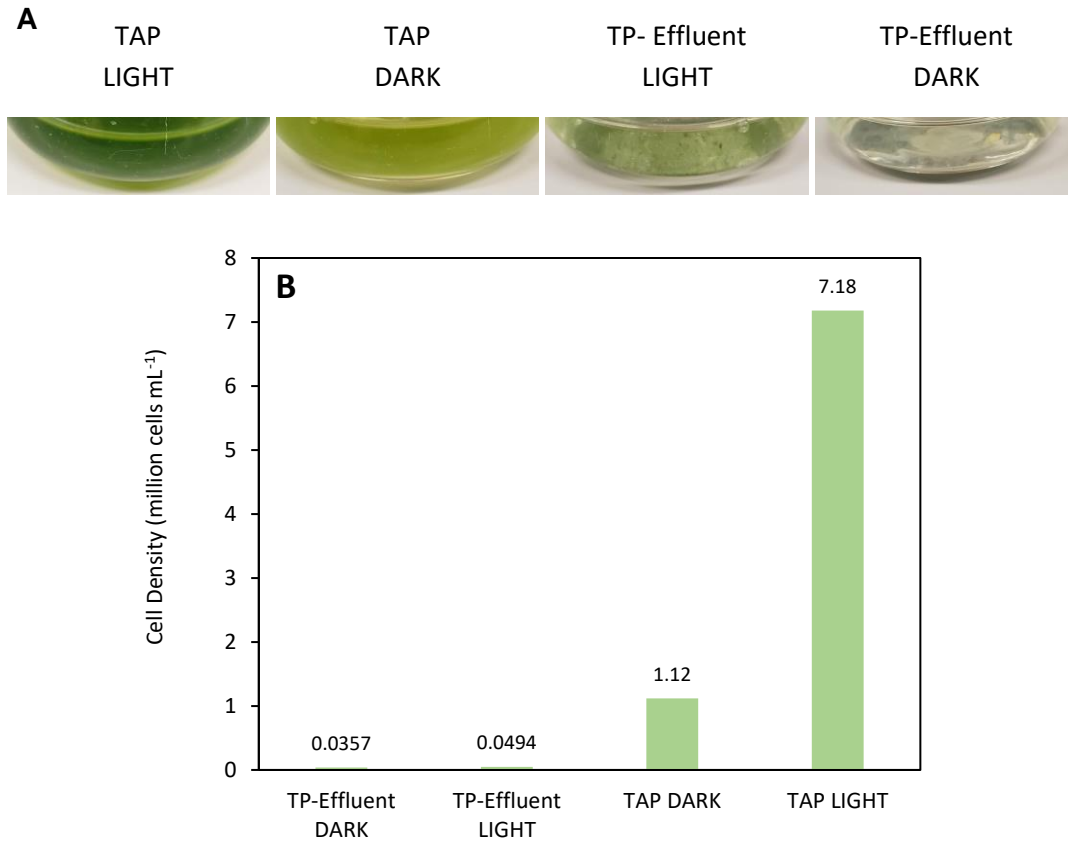 A
TAP
LIGHT
TAP
DARK
TP- Effluent
LIGHT
TP-Effluent
DARK
B
Cell Density (million cells mL⁻¹)
8
7
6
5
4
3
2
1
0
0.0357
0.0494
1.12
7.18
TP-Effluent
DARK
TP-Effluent
LIGHT
TAP DARK
TAP LIGHT